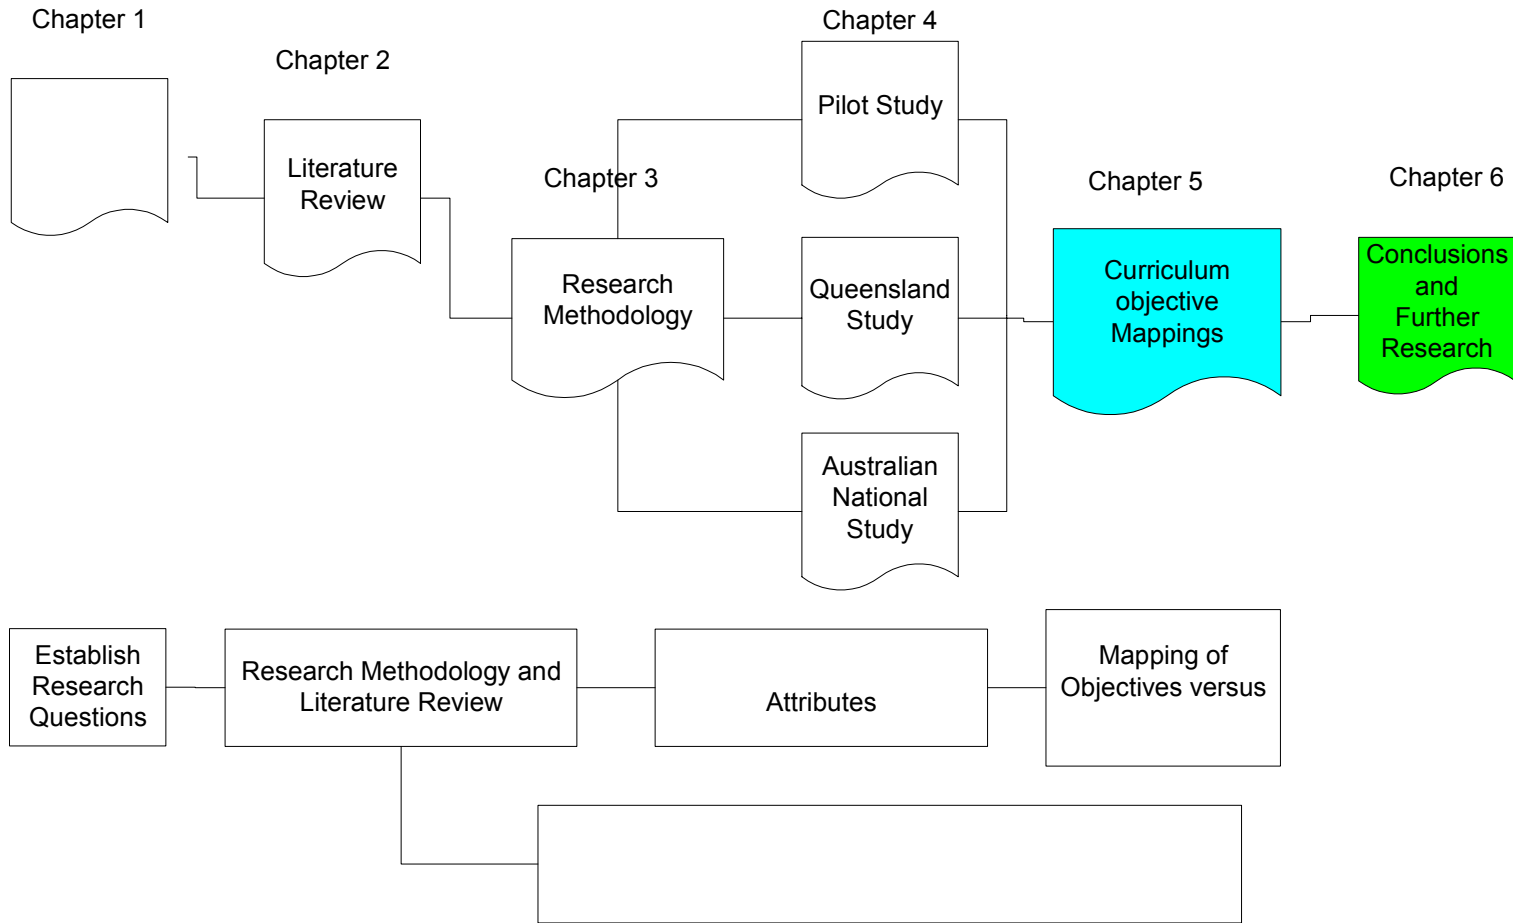 Chapter 1
Chapter 2
Literature
Review
Chapter 3
Research
Methodology
Chapter 4
Pilot Study
Queensland
Study
Australian
National
Study
Chapter 5
Curriculum
objective
Mappings
Chapter 6
Conclusions
and
Further
Research
Establish
Research
Questions
Research Methodology and
Literature Review
Attributes
Mapping of
Objectives versus